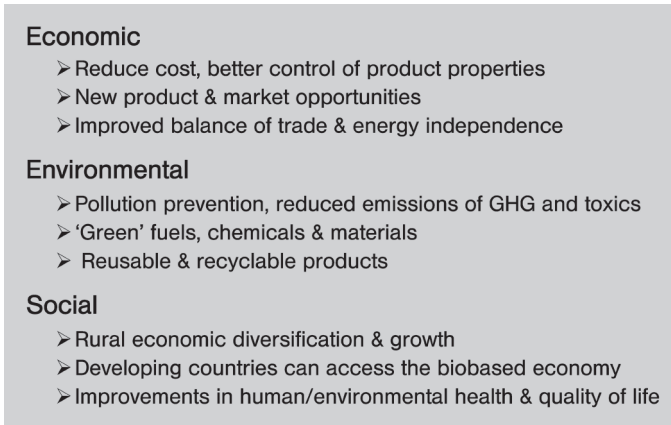 Economic
➢ Reduce cost, better control of product properties
➢ New product & market opportunities
➢ Improved balance of trade & energy independence
Environmental
➢ Pollution prevention, reduced emissions of GHG and toxics
➢ ‘Green’ fuels, chemicals & materials
➢ Reusable & recyclable products
Social
➢ Rural economic diversification & growth
➢ Developing countries can access the biobased economy
➢ Improvements in human/environmental health & quality of life